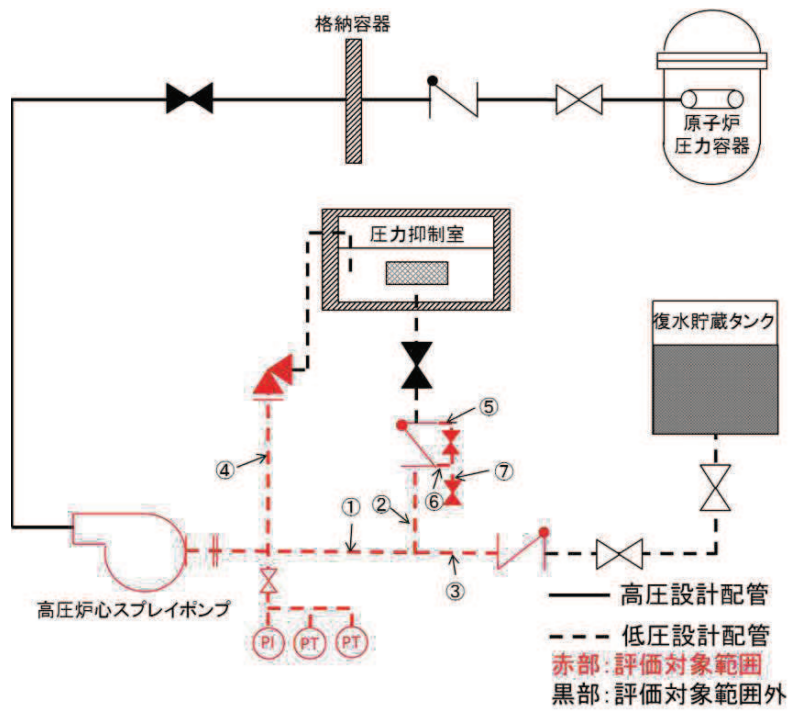 格納容器
原子炉
圧力容器
圧力抑制室
復水貯蔵タンク
⑤
④
⑦
⑥
②
①
③
高圧炉心スプレイポンプ
PI
PT
PT
高圧設計配管
低圧設計配管
赤部:評価対象範囲
黒部:評価対象範囲外